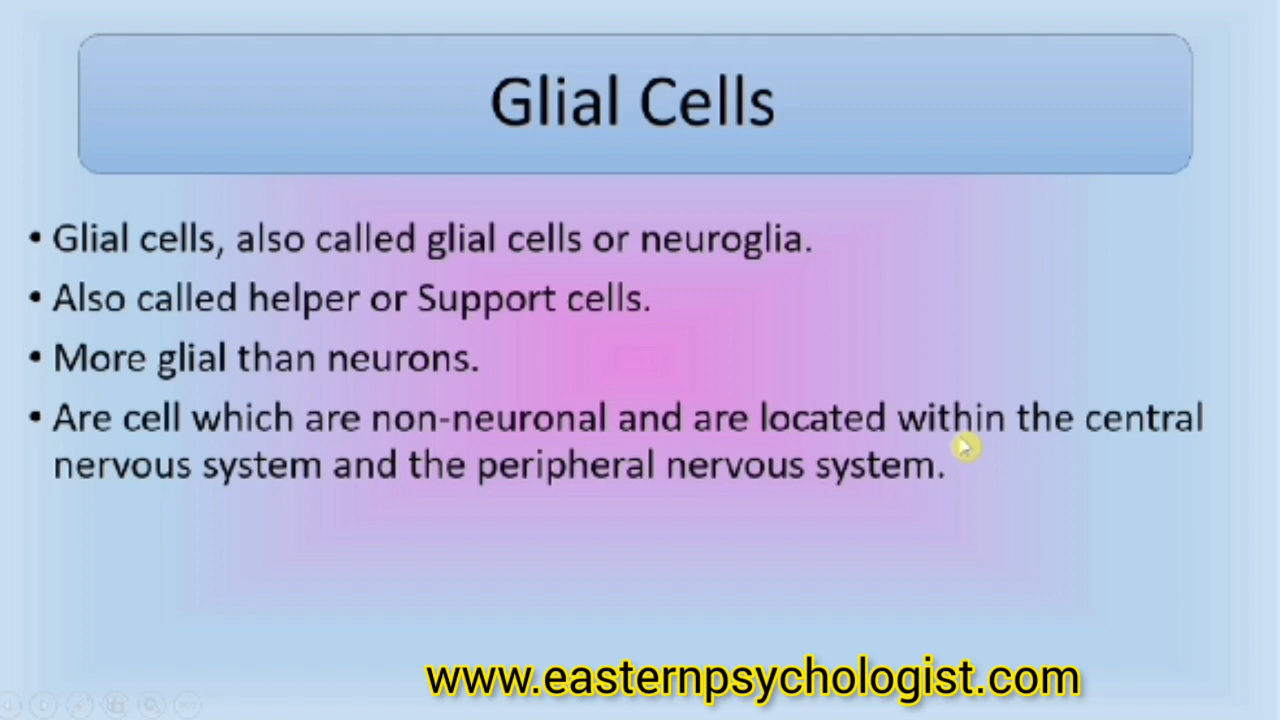 Glial Cells
• Glial cells, also called glial cells or neuroglia.
• Also called helper or Support cells.
• More glial than neurons.
• Are cell which are non-neuronal and are located within the central
nervous system and the peripheral nervous system.
www.easternpsychologist.com